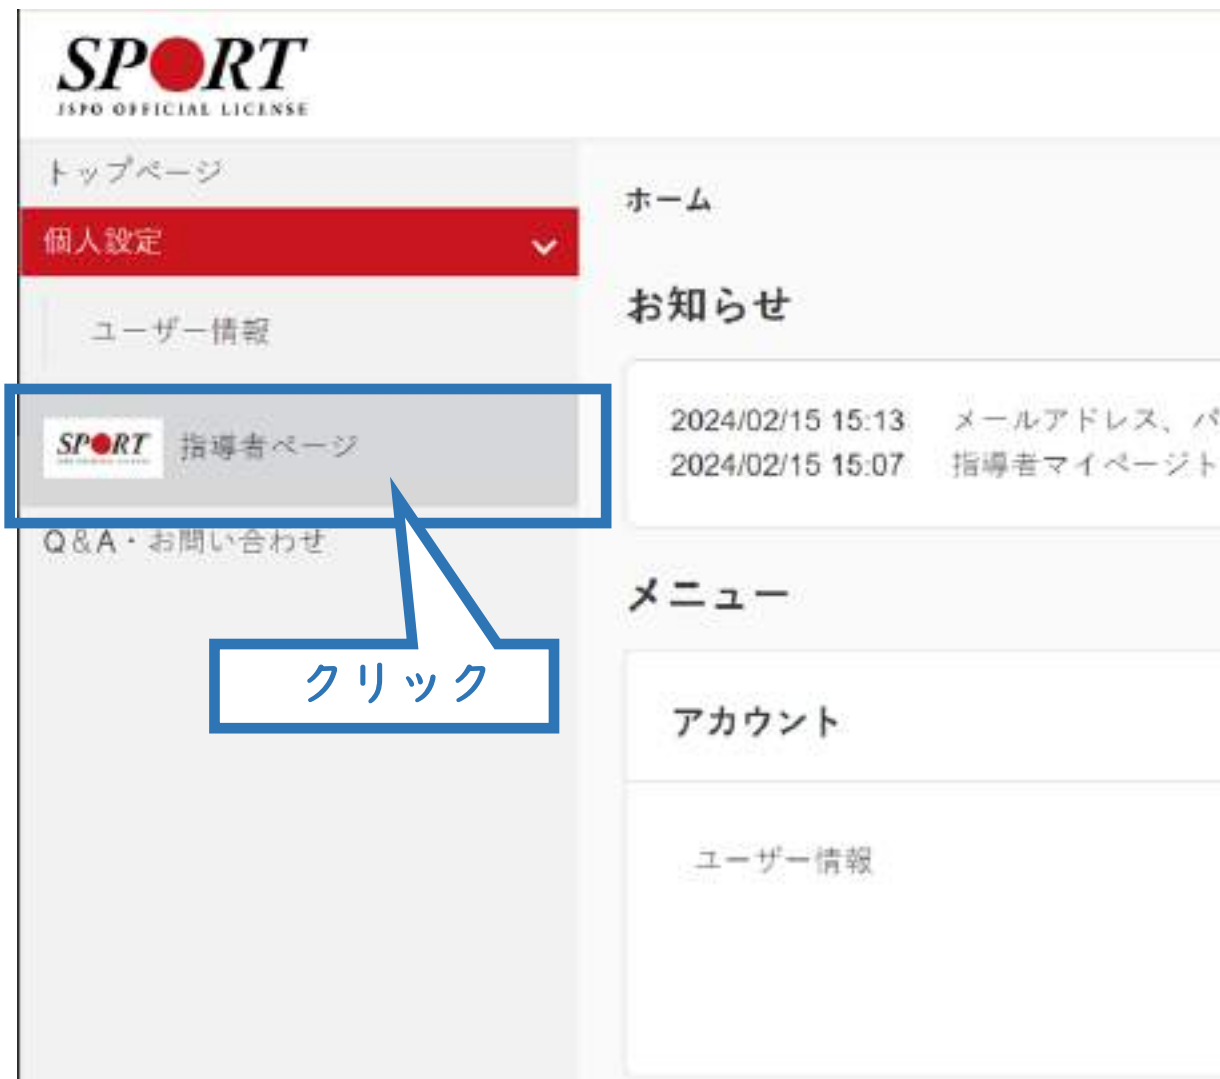 SPORT
JSPO OFFICIAL LICENSE
トップページ
個人設定
ユーザー情報
SPORT 指導者ページ
Q&A・お問い合わせ
クリック
ホーム
お知らせ
2024/02/15 15:13 メールアドレス、パ
2024/02/15 15:07 指導者マイページト
メニュー
アカウント
ユーザー情報